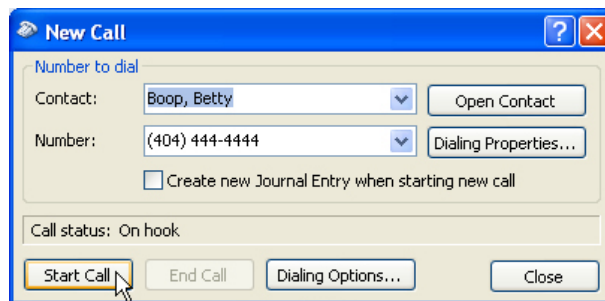 New Call
Number to dial
Contact: Boop, Betty Open Contact
Number: (404) 444-4444 Dialing Properties...
Create new Journal Entry when starting new call
Call status: On hook
Start Call End Call Dialing Options... Close